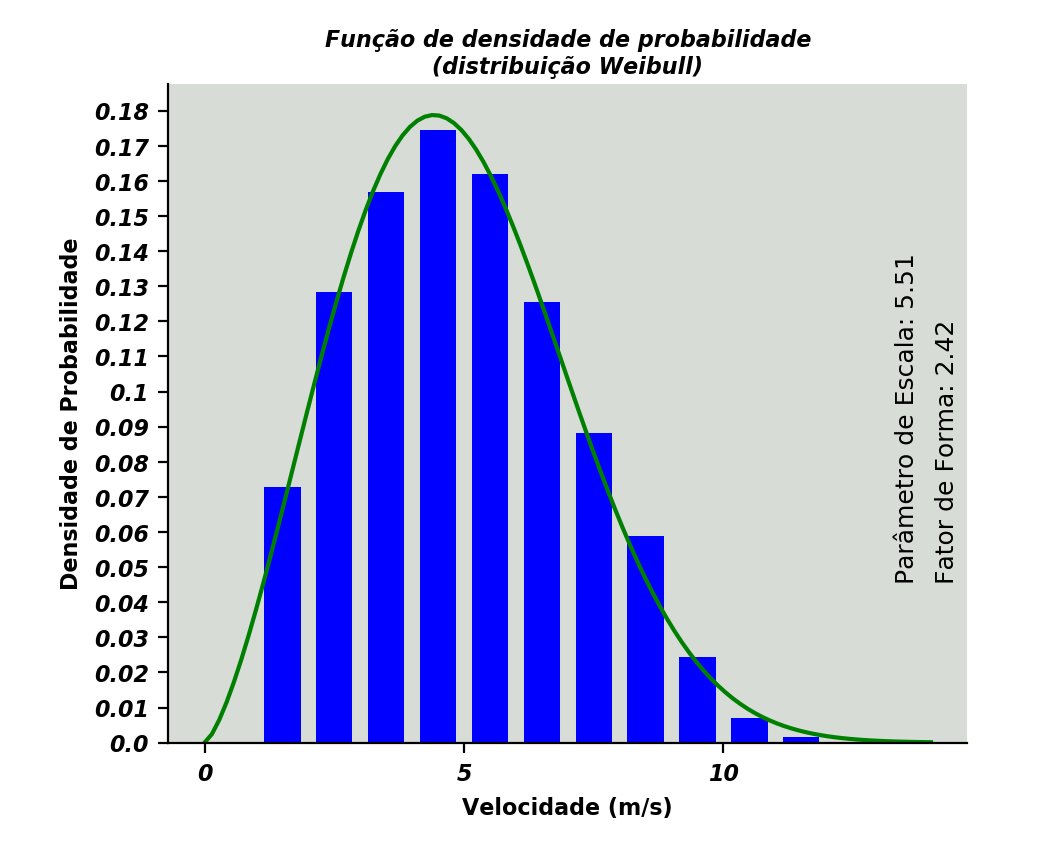 Função de densidade de probabilidade
(distribuição Weibull)
Densidade de Probabilidade
0.18
0.17
0.16
0.15
0.14
0.13
0.12
0.11
0.1
0.09
0.08
0.07
0.06
0.05
0.04
0.03
0.02
0.01
0.0
Parâmetro de Escala: 5.51
Fator de Forma: 2.42
0 5 10
Velocidade (m/s)